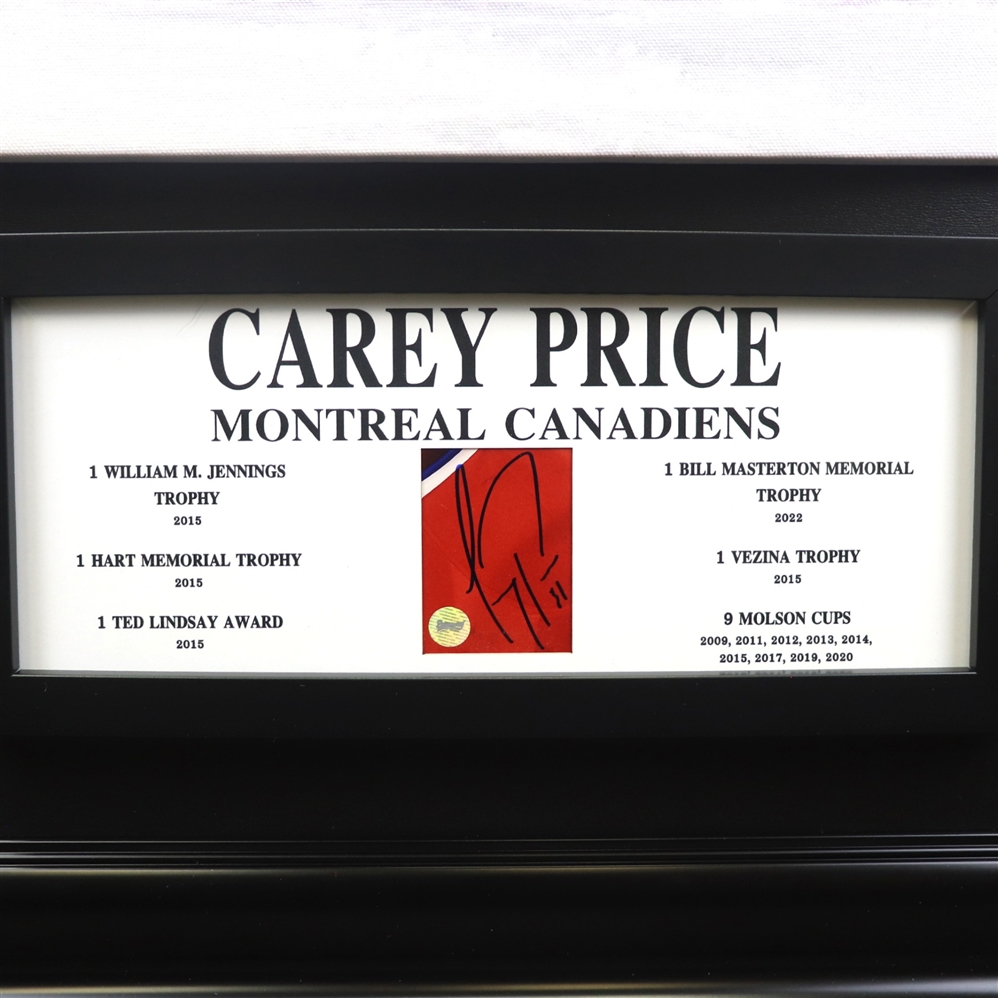 CAREY PRICE
MONTREAL CANADIENS
1 WILLIAM M. JENNINGS
TROPHY
2015
1 HART MEMORIAL TROPHY
2015
1 TED LINDSAY AWARD
2015
31
1 BILL MASTERTON MEMORIAL
TROPHY
2022
1 VEZINA TROPHY
2015
9 MOLSON CUPS
2009, 2011, 2012, 2013, 2014,
2015, 2017, 2019, 2020